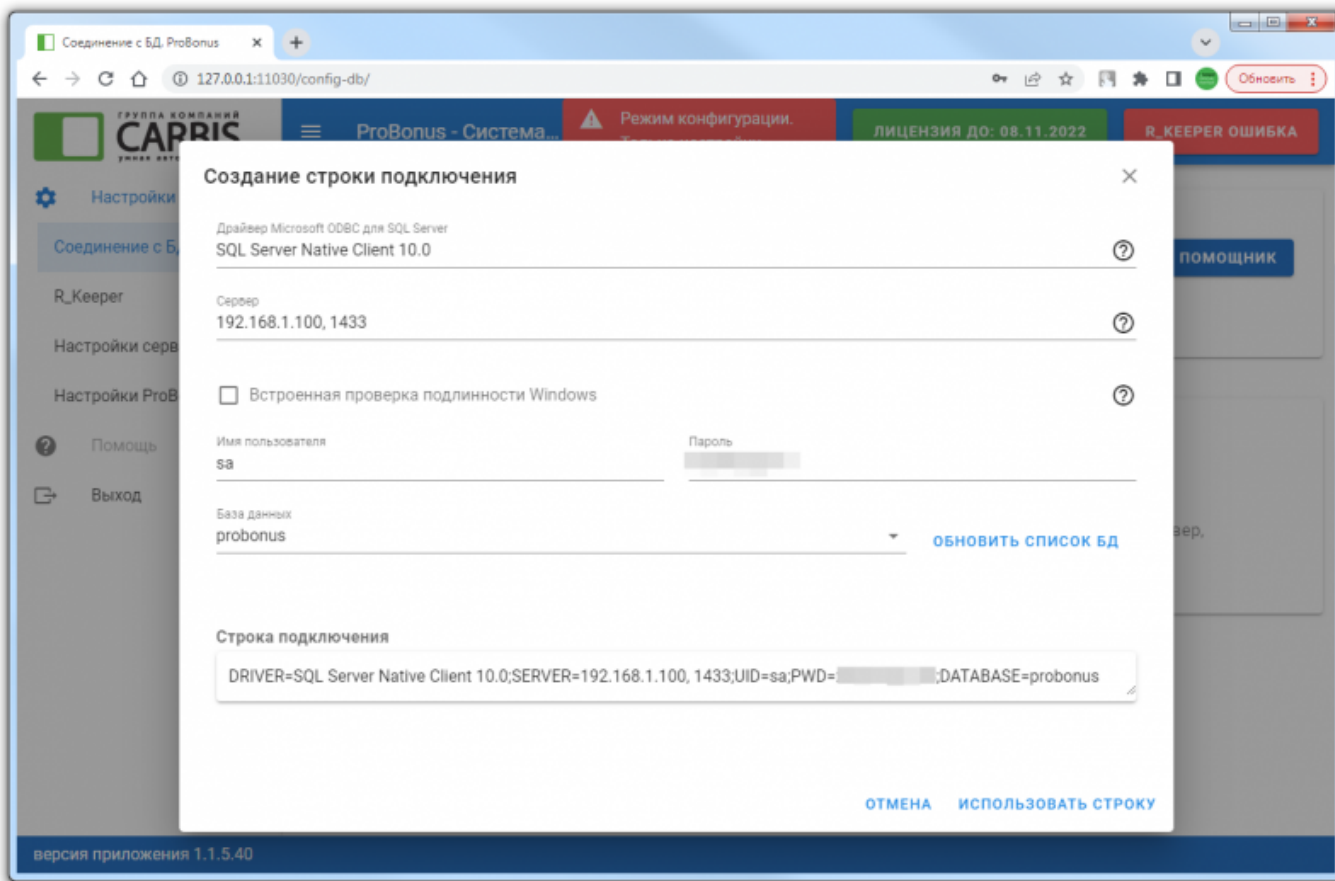 Соединение с БД, ProBonus
127.0.0.1:11030/config-db/
Обновить
ГРУППА КОМПАНИЙ
CARBIS
ProBonus - Система...
Режим конфигурации.
ЛИЦЕНЗИЯ ДО: 08.11.2022
R_KEEPER ОШИБКА
Настройки
Соединение с Б
R_Keeper
Настройки серв
Настройки ProB
Помощь
Выход
ПОМОЩНИК
вер,
Создание строки подключения
Драйвер Microsoft ODBC для SQL Server
SQL Server Native Client 10.0
Сервер
192.168.1.100, 1433
Встроенная проверка подлинности Windows
Имя пользователя
sa
Пароль
База данных
probonus
ОБНОВИТЬ СПИСОК БД
Строка подключения
DRIVER=SQL Server Native Client 10.0;SERVER=192.168.1.100, 1433;UID=sa;PWD= ;DATABASE=probonus
ОТМЕНА
ИСПОЛЬЗОВАТЬ СТРОКУ
версия приложения 1.1.5.40